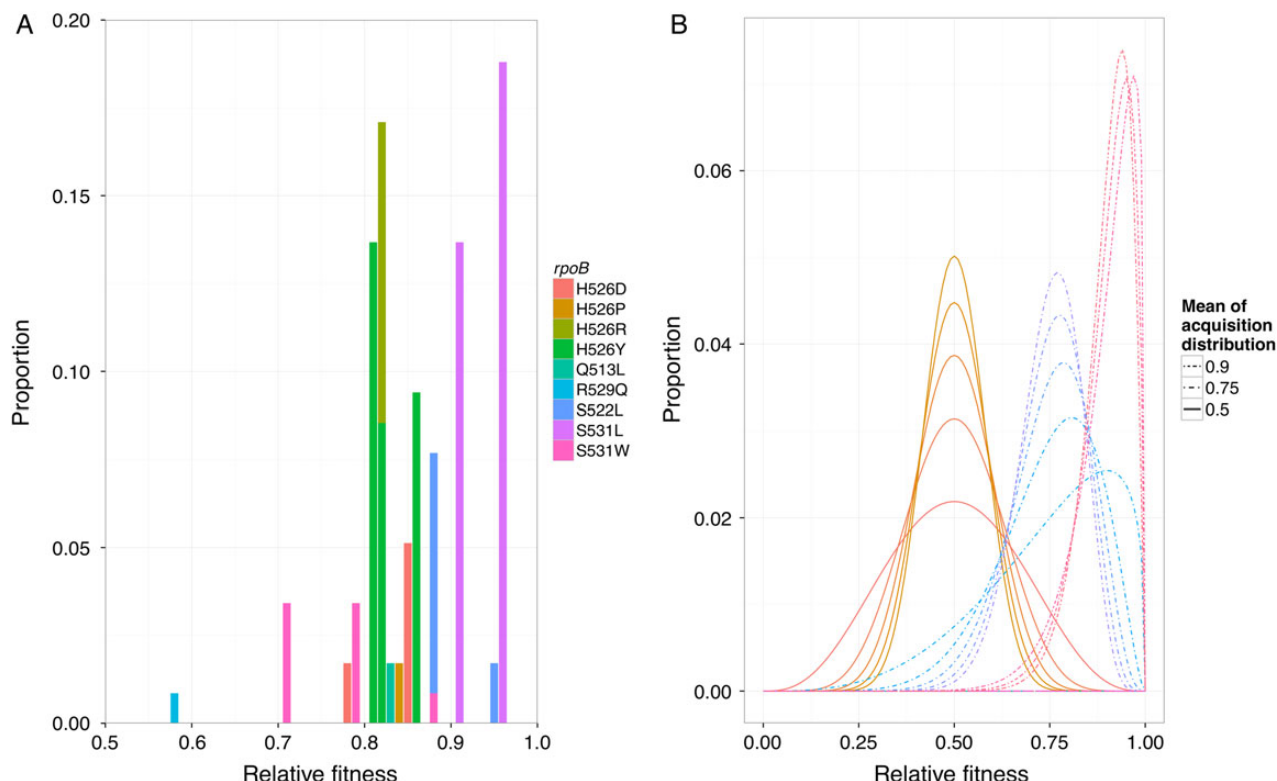 A
0.20
0.15
0.10
0.05
0.00
Proportion
0.5
0.6
0.7
0.8
0.9
1.0
Relative fitness
rpoB
H526D
H526P
H526R
H526Y
Q513L
R529Q
S522L
S531L
S531W
B
0.06
0.04
0.02
0.00
Proportion
0.00
0.25
0.50
0.75
1.00
Relative fitness
Mean of
acquisition
distribution
0.9
0.75
0.5